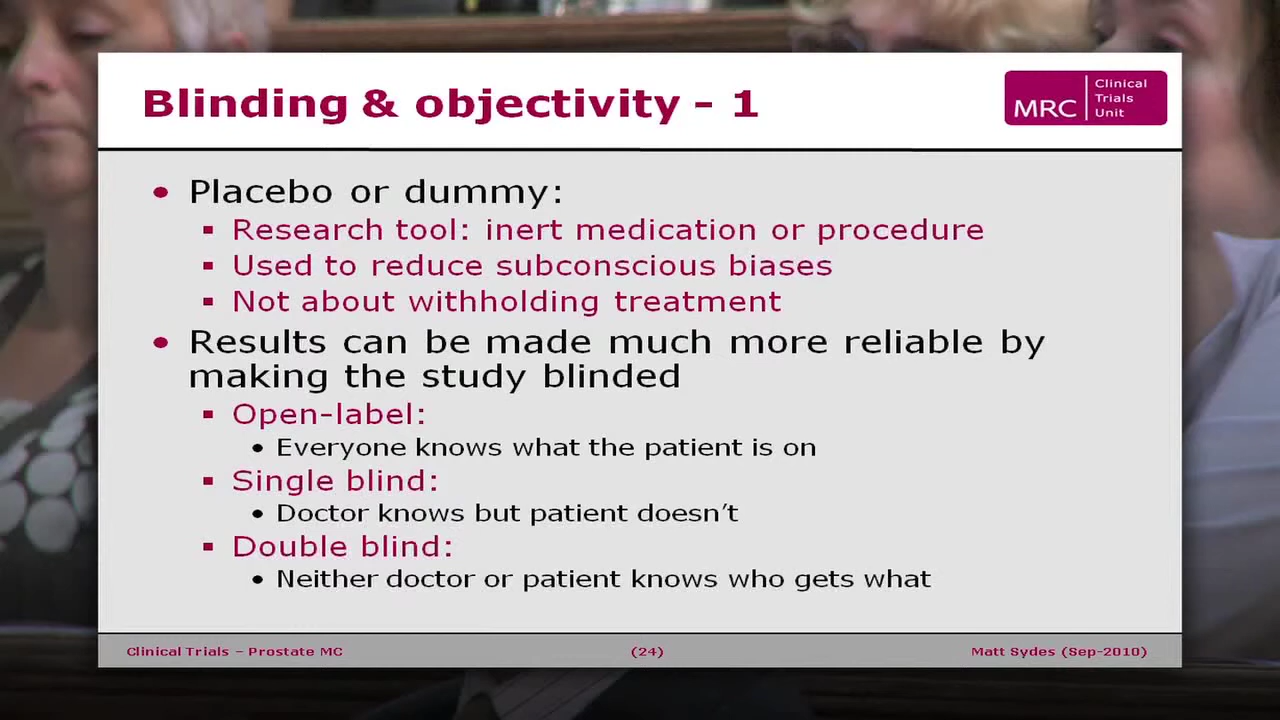 Blinding & objectivity - 1
MRC
Clinical
Trials
Unit
• Placebo or dummy:
▪ Research tool: inert medication or procedure
▪ Used to reduce subconscious biases
▪ Not about withholding treatment
• Results can be made much more reliable by
making the study blinded
▪ Open-label:
• Everyone knows what the patient is on
▪ Single blind:
• Doctor knows but patient doesn’t
▪ Double blind:
• Neither doctor or patient knows who gets what
Clinical Trials – Prostate MC
(24)
Matt Sydes (Sep-2010)